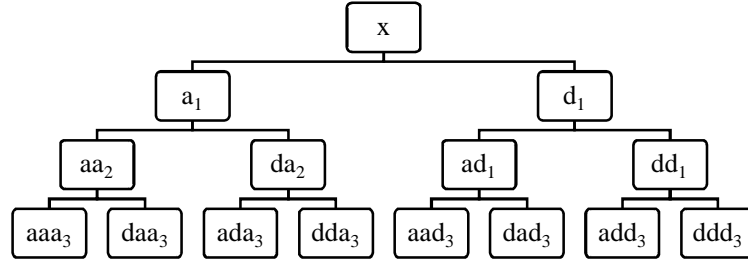 x
a₁ d₁
aa₂ da₂ ad₁ dd₁
aaa₃ daa₃ ada₃ dda₃ aad₃ dad₃ add₃ ddd₃